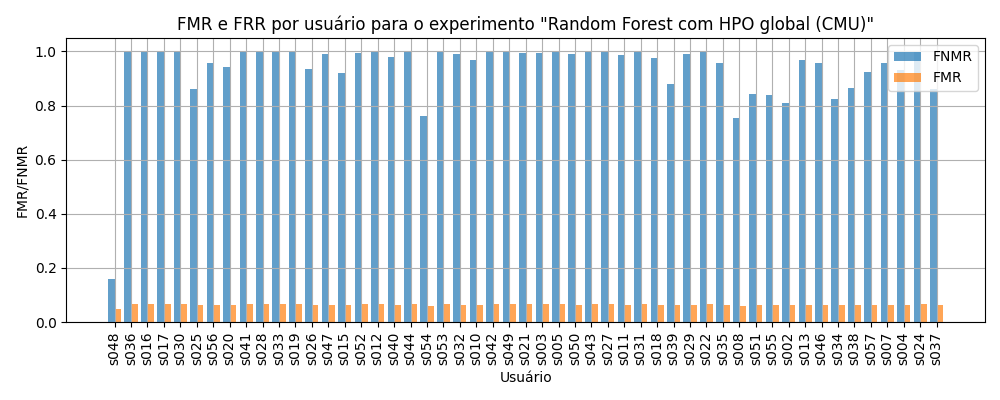 FMR e FRR por usuário para o experimento "Random Forest com HPO global (CMU)"
FNMR
FMR
FMR/FNMR
1.0
0.8
0.6
0.4
0.2
0.0
s048 s036 s016 s017 s030 s025 s056 s020 s041 s028 s033 s019 s026 s047 s015 s052 s012 s040 s044 s054 s053 s032 s010 s042 s049 s021 s003 s005 s050 s043 s027 s011 s031 s018 s039 s029 s022 s035 s008 s051 s055 s002 s013 s046 s034 s038 s057 s007 s004 s024 s037
Usuário